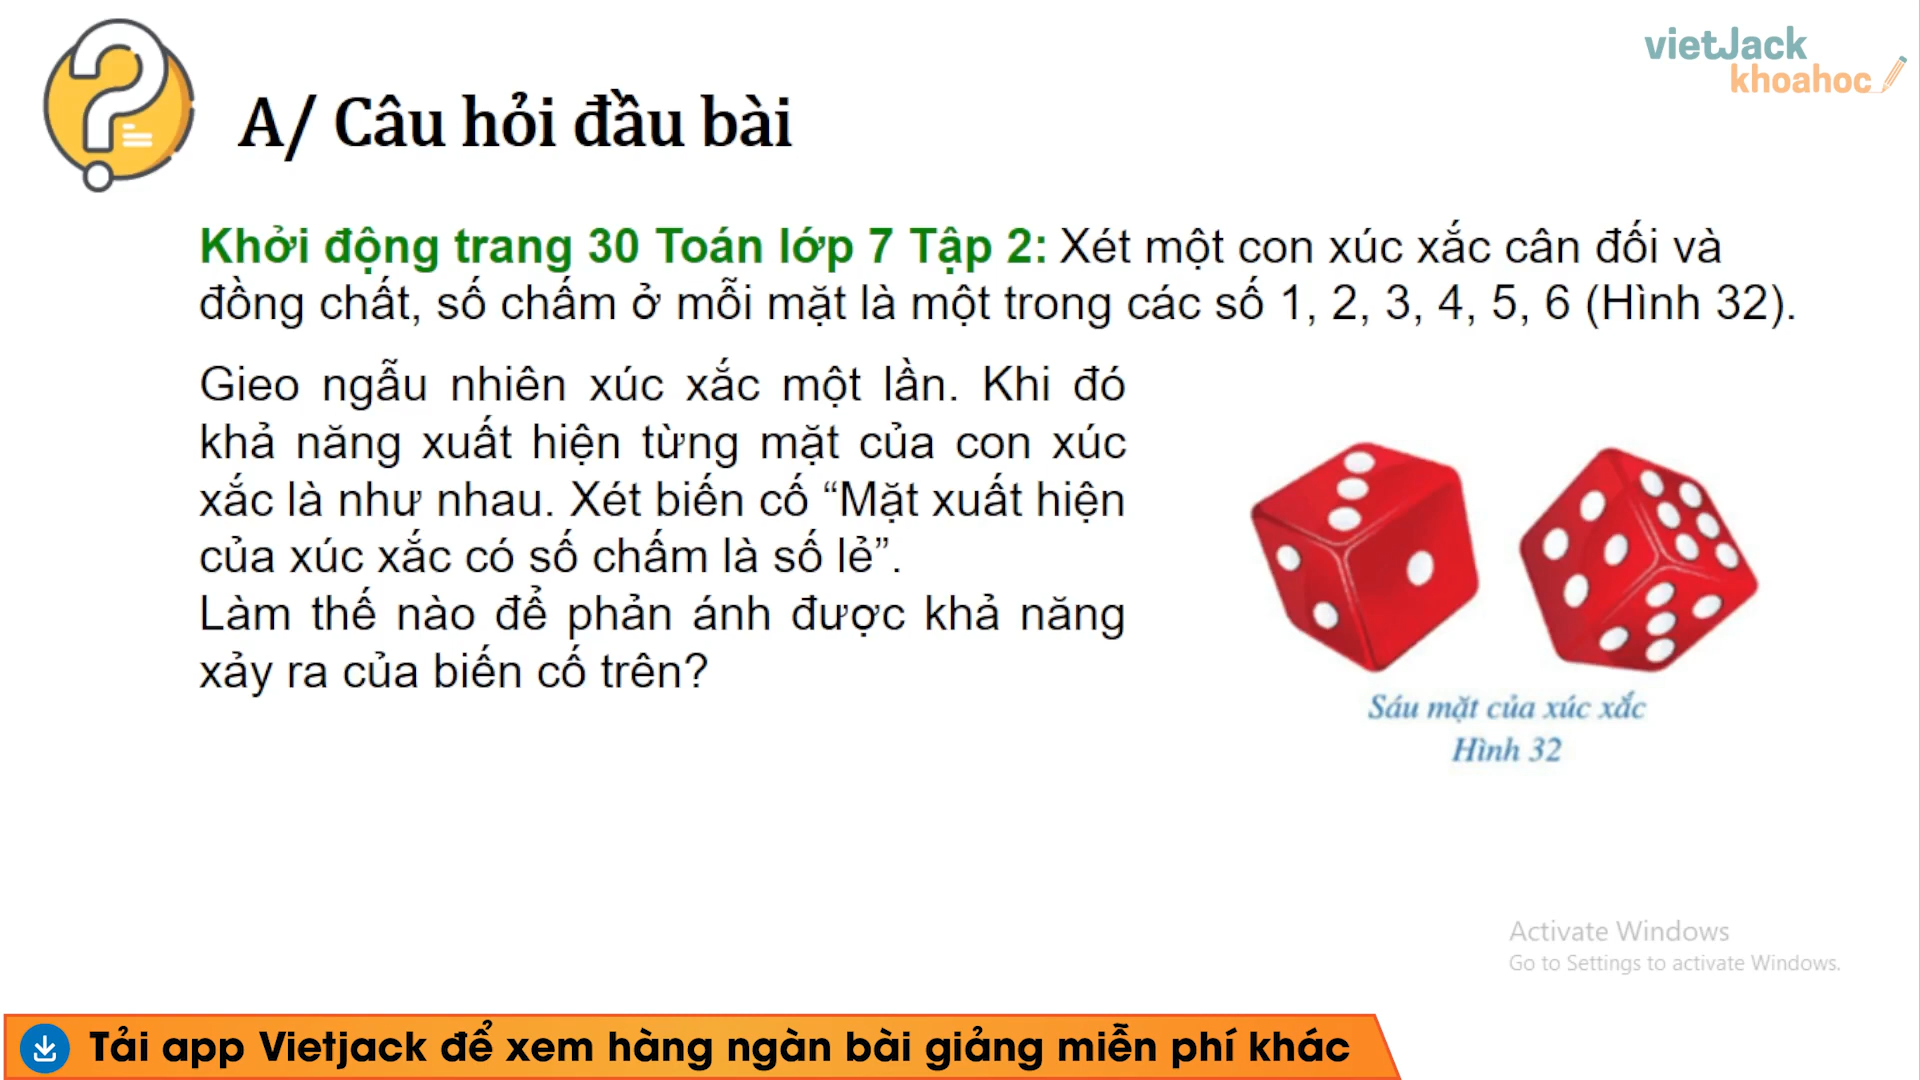 vietJack
khoahoc
A/ Câu hỏi đầu bài
Khởi động trang 30 Toán lớp 7 Tập 2: Xét một con xúc xắc cân đối và
đồng chất, số chấm ở mỗi mặt là một trong các số 1, 2, 3, 4, 5, 6 (Hình 32).
Gieo ngẫu nhiên xúc xắc một lần. Khi đó
khả năng xuất hiện từng mặt của con xúc
xắc là như nhau. Xét biến cố “Mặt xuất hiện
của xúc xắc có số chấm là số lẻ”.
Làm thế nào để phản ánh được khả năng
xảy ra của biến cố trên?
Sáu mặt của xúc xắc
Hình 32
Activate Windows
Go to Settings to activate Windows.
Tải app Vietjack để xem hàng ngàn bài giảng miễn phí khác